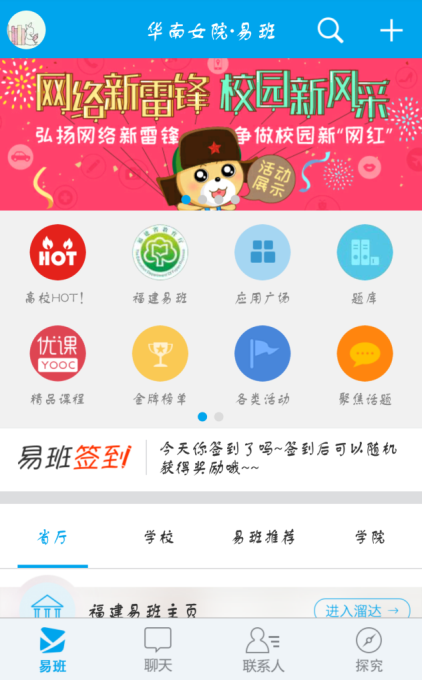 华南女院·易班
网络新雷锋 校园新风采
弘扬网络新雷锋 争做校园新“网红”
活动
展示
HOT
高校HOT!
福建易班
应用广场
题库
优课
YOOC
精品课程
金牌榜单
各类活动
聚焦话题
易班签到
今天你签到了吗~签到后可以随机
获得奖励哦~~
省厅
学校
易班推荐
学院
福建易班主页
进入溜达 →
易班
聊天
联系人
探究